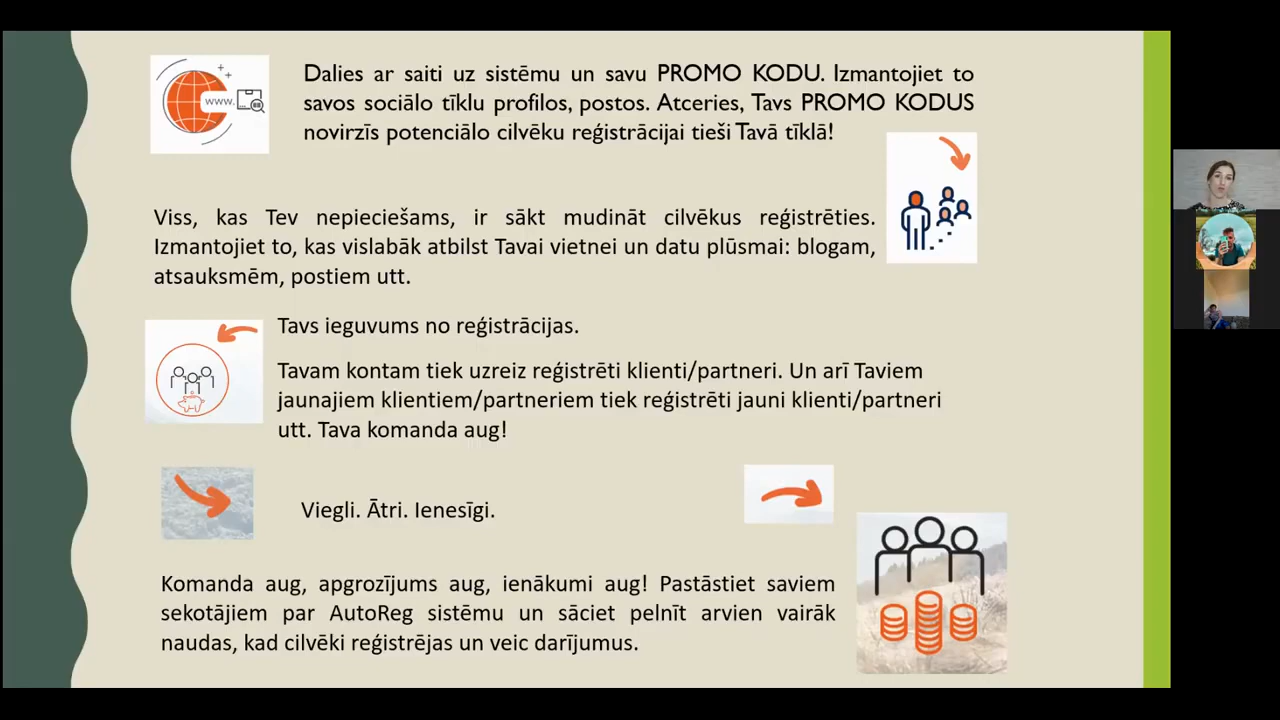 www.
Dalies ar saiti uz sistēmu un savu PROMO KODU. Izmantojiet to
savos sociālo tīklu profilos, postos. Atceries, Tavs PROMO KODUS
novirzīs potenciālo cilvēku reģistrācijai tieši Tavā tīklā!
Viss, kas Tev nepieciešams, ir sākt mudināt cilvēkus reģistrēties.
Izmantojiet to, kas vislabāk atbilst Tavai vietnei un datu plūsmai: blogam,
atsauksmēm, postiem utt.
Tavs ieguvums no reģistrācijas.
Tavam kontam tiek uzreiz reģistrēti klienti/partneri. Un arī Taviem
jaunajiem klientiem/partneriem tiek reģistrēti jauni klienti/partneri
utt. Tava komanda aug!
Viegli. Ātri. Ienesīgi.
Komanda aug, apgrozījums aug, ienākumi aug! Pastāstiet saviem
sekotājiem par AutoReg sistēmu un sāciet pelnīt arvien vairāk
naudas, kad cilvēki reģistrējas un veic darījumus.